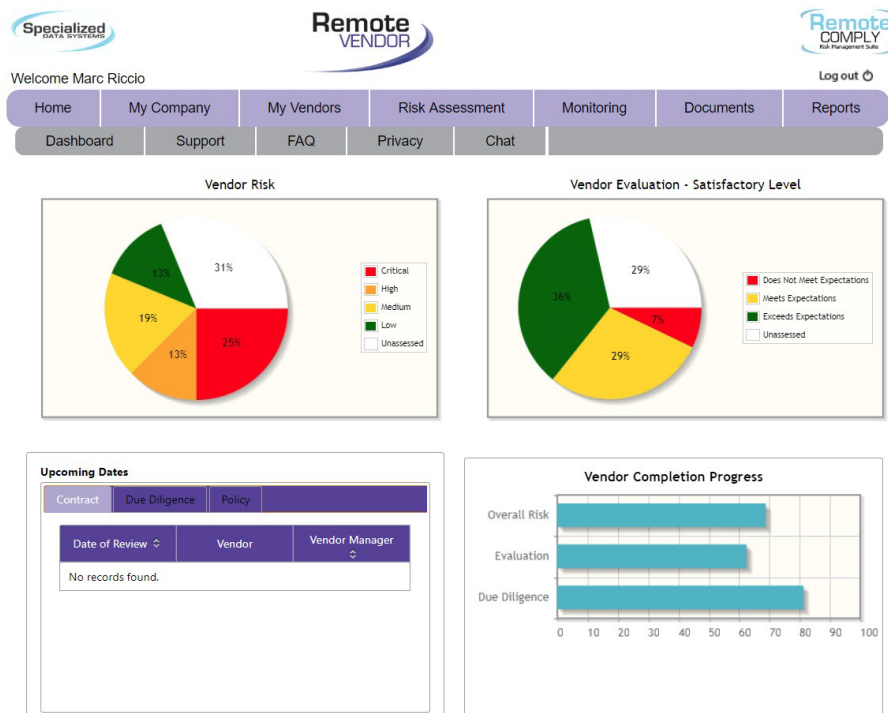 Specialized
DATA SYSTEMS
Remote
VENDOR
Remote
COMPLY
Risk Management Suite
Welcome Marc Riccio
Log out
Home My Company My Vendors Risk Assessment Monitoring Documents Reports
Dashboard Support FAQ Privacy Chat
Vendor Risk
31%
13%
19%
13%
25%
Critical
High
Medium
Low
Unassessed
Vendor Evaluation - Satisfactory Level
29%
36%
7%
29%
Does Not Meet Expectations
Meets Expectations
Exceeds Expectations
Unassessed
Upcoming Dates
Contract Due Diligence Policy
Date of Review Vendor Vendor Manager
No records found.
Vendor Completion Progress
Overall Risk
Evaluation
Due Diligence
0 10 20 30 40 50 60 70 80 90 100